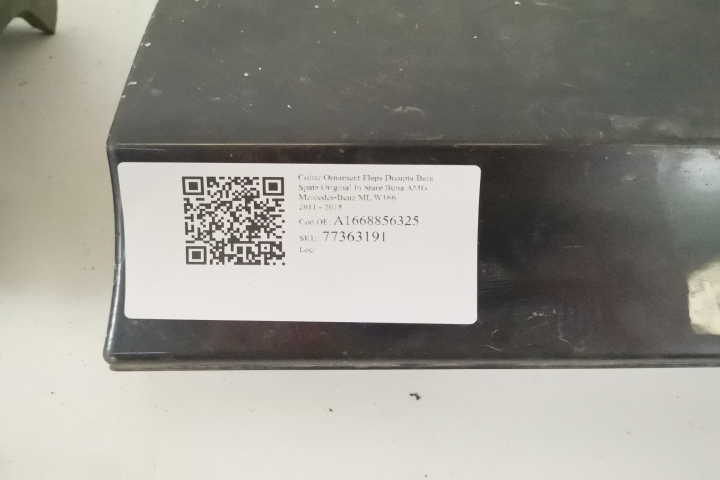 Coltar Ornament Flaps Dreapta Bara
Spate Original In Stare Buna AMG
Mercedes-Benz ML W166
2011 - 2015
Cod OE: A1668856325
SKU: 77363191
Loc: